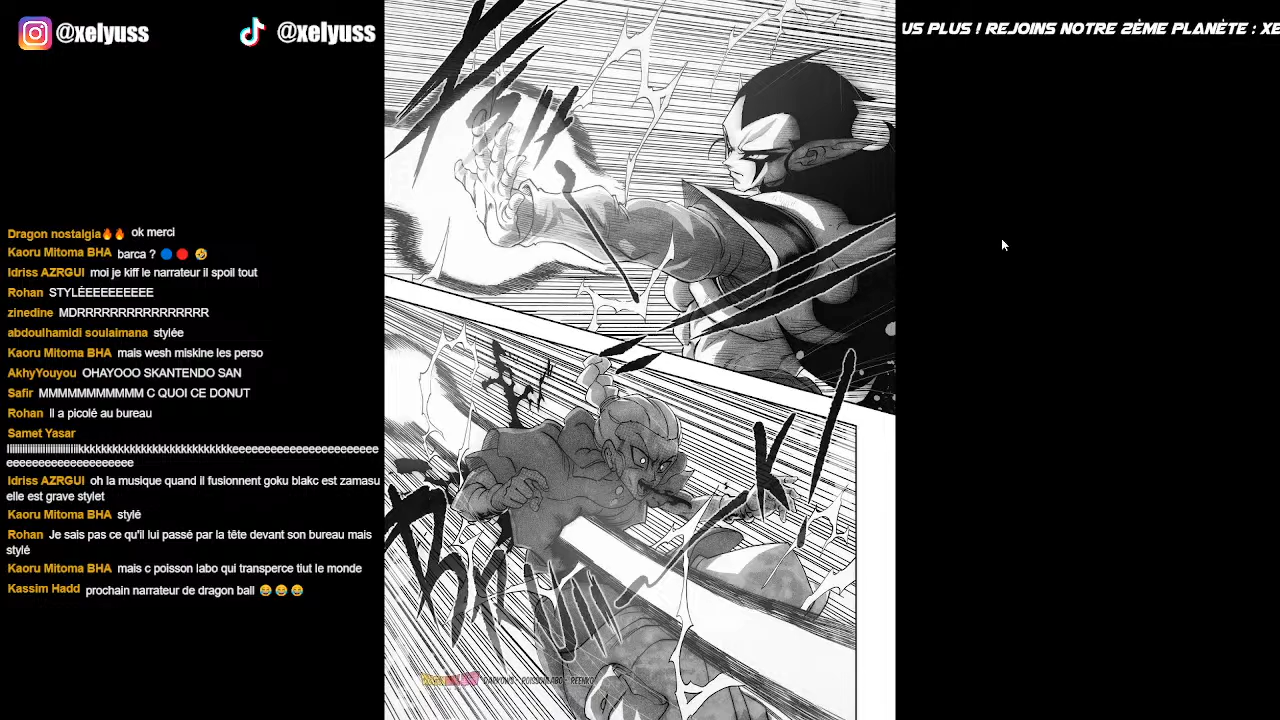 @xelyuss
@xelyuss
US PLUS ! REJOINS NOTRE 2ÈME PLANÈTE : XE
Dragon nostalgia🔥🔥 ok merci
Kaoru Mitoma BHA barca ? 🔵🔴 🤣
Idriss AZRGUI moi je kiff le narrateur il spoil tout
Rohan STYLÉEEEEEEEEEE
zinedine MDRRRRRRRRRRRRRRRR
abdoulhamidi soulaimana stylée
Kaoru Mitoma BHA mais wesh miskine les perso
AkhyYouyou OHAYOOO SKANTENDO SAN
Safir MMMMMMMMMMM C QUOI CE DONUT
Rohan Il a picolé au bureau
Samet Yasar
liiiiiiiiiiiiiiiiiiiiiiiiiiiikkkkkkkkkkkkkkkkkkkkkkkkkkeeeeeeeeeeeeeeeeeeeeeeee
eeeeeeeeeeeeeeeeeeee
Idriss AZRGUI oh la musique quand il fusionnent goku blakc est zamasu
elle est grave stylet
Kaoru Mitoma BHA stylé
Rohan Je sais pas ce qu'il lui passé par la tête devant son bureau mais
stylé
Kaoru Mitoma BHA mais c poisson labo qui transperce tiut le monde
Kassim Hadd prochain narrateur de dragon ball 😂 😂 😂